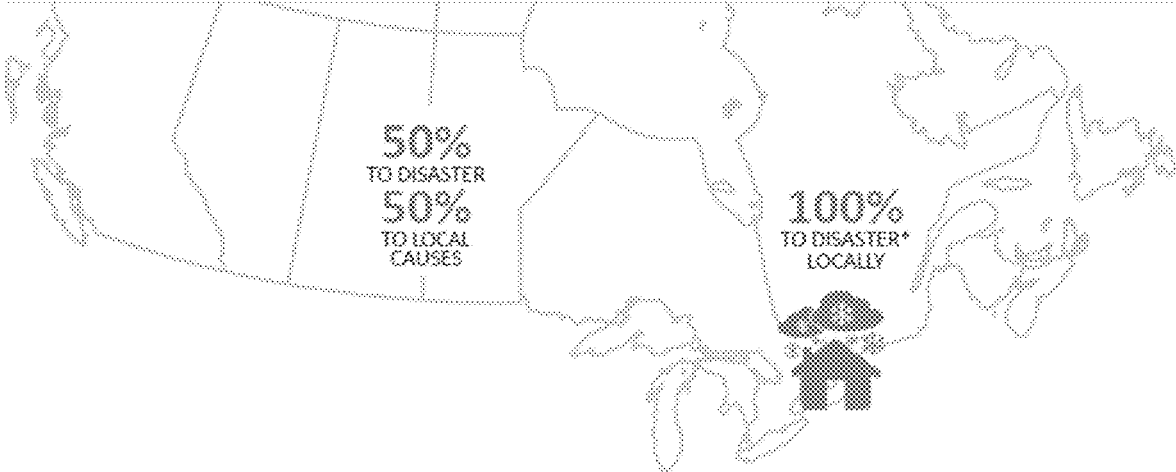 50%
TO DISASTER
50%
TO LOCAL
CAUSES
100%
TO DISASTER*
LOCALLY